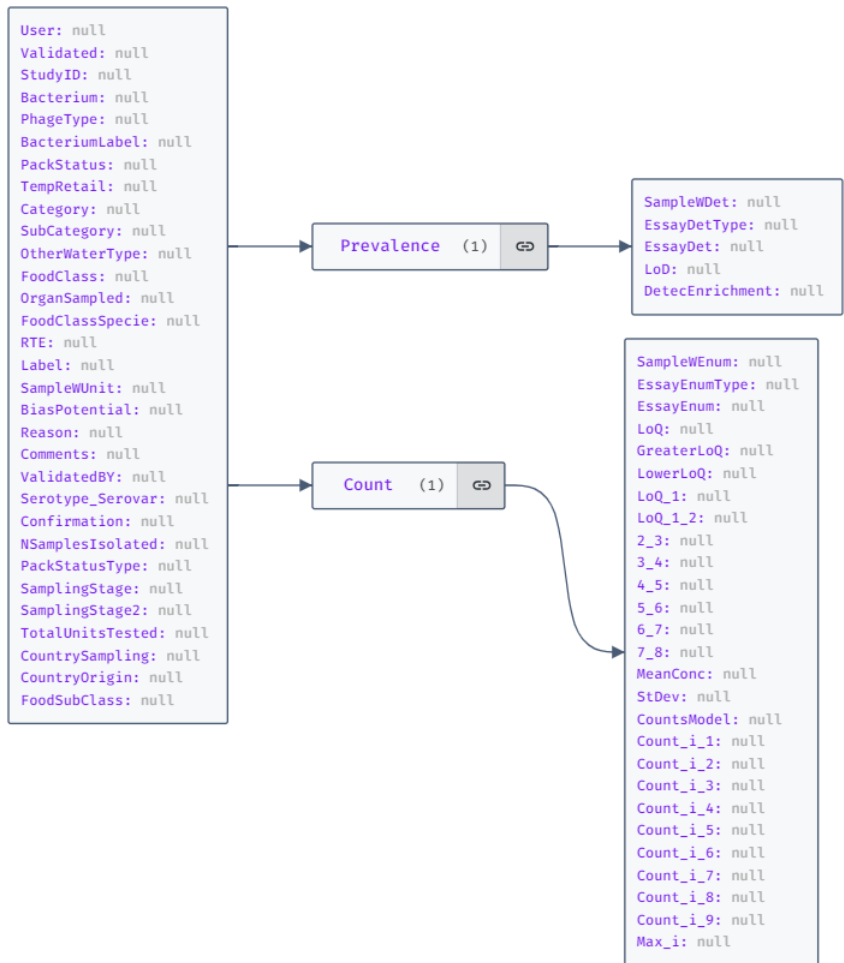 User: null
Validated: null
StudyID: null
Bacterium: null
PhageType: null
BacteriumLabel: null
PackStatus: null
TempRetail: null
Category: null
SubCategory: null
OtherWaterType: null
FoodClass: null
OrganSampled: null
FoodClassSpecie: null
RTE: null
Label: null
SampleWUnit: null
BiasPotential: null
Reason: null
Comments: null
ValidatedBY: null
Serotype_Serovar: null
Confirmation: null
NSamplesIsolated: null
PackStatusType: null
SamplingStage: null
SamplingStage2: null
TotalUnitsTested: null
CountrySampling: null
CountryOrigin: null
FoodSubClass: null
Prevalence (1)
SampleWDet: null
EssayDetType: null
EssayDet: null
LoD: null
DetecEnrichment: null
Count (1)
SampleWEnum: null
EssayEnumType: null
EssayEnum: null
LoQ: null
GreaterLoQ: null
LowerLoQ: null
LoQ_1: null
LoQ_1_2: null
2_3: null
3_4: null
4_5: null
5_6: null
6_7: null
7_8: null
MeanConc: null
StDev: null
CountsModel: null
Count_i_1: null
Count_i_2: null
Count_i_3: null
Count_i_4: null
Count_i_5: null
Count_i_6: null
Count_i_7: null
Count_i_8: null
Count_i_9: null
Max_i: null